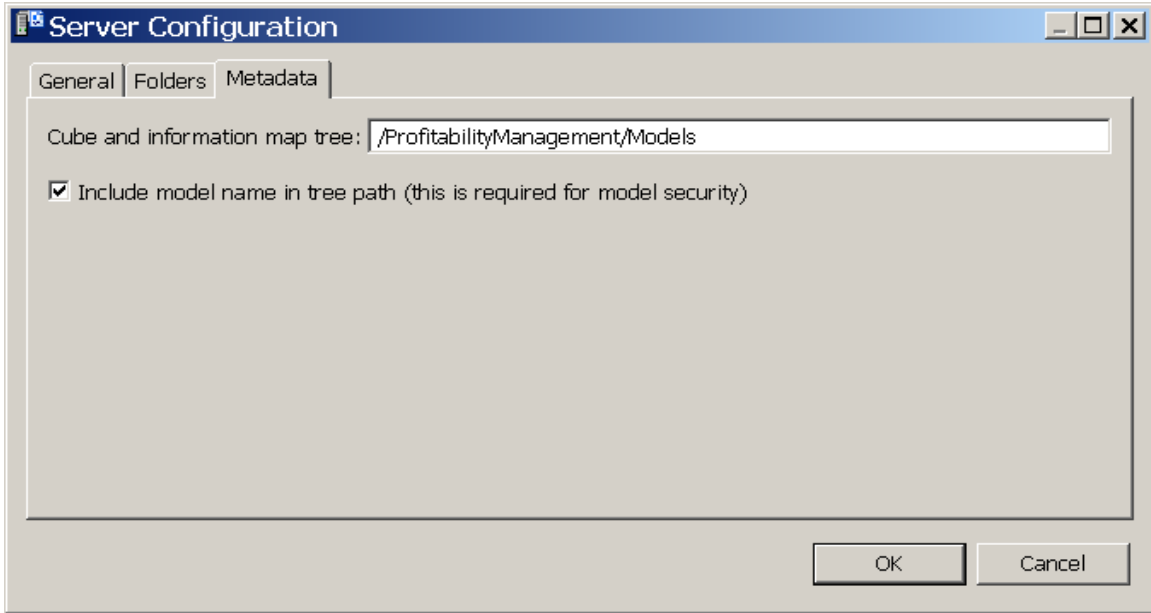 Server Configuration
General Folders Metadata
Cube and information map tree: /ProfitabilityManagement/Models
Include model name in tree path (this is required for model security)
OK Cancel